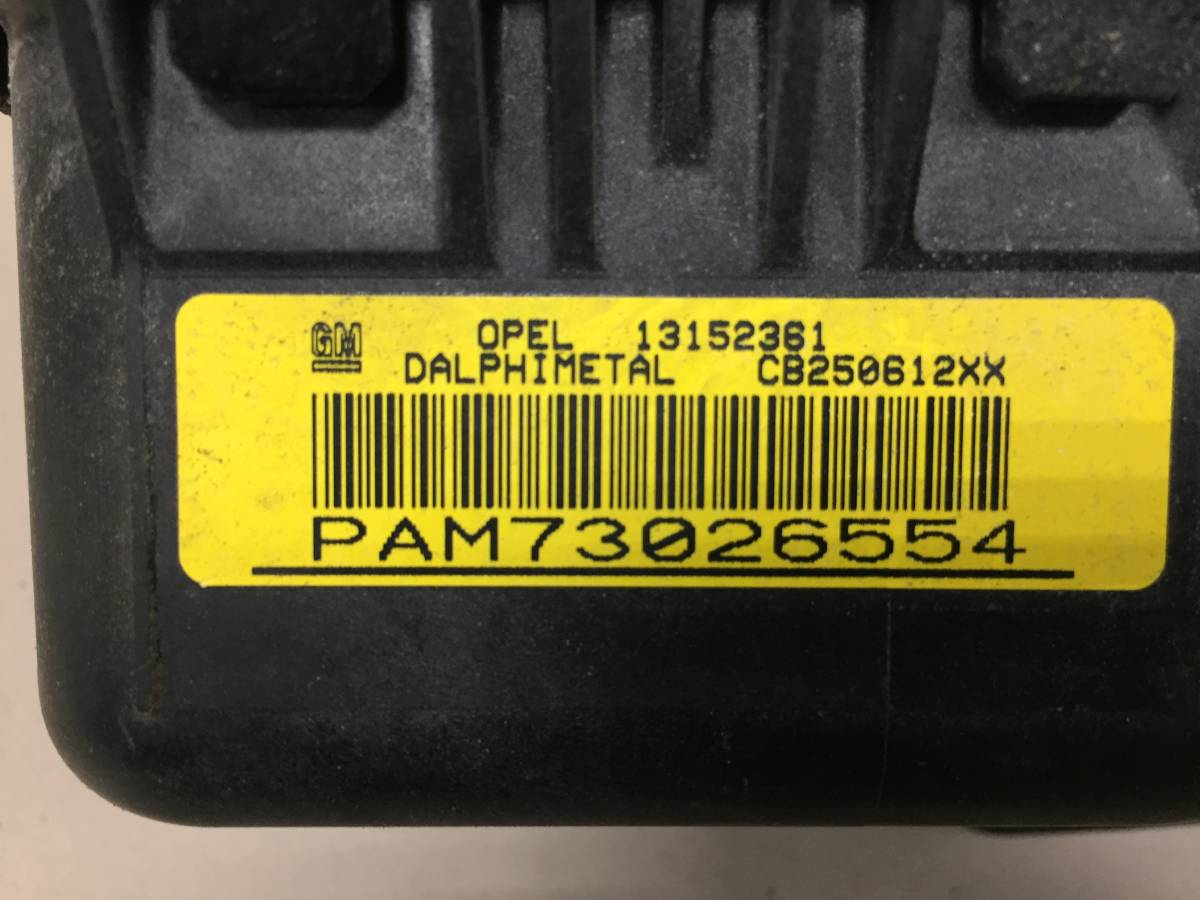 GM OPEL 13152361
DALPHIMETAL CB250612XX
PAM73026554